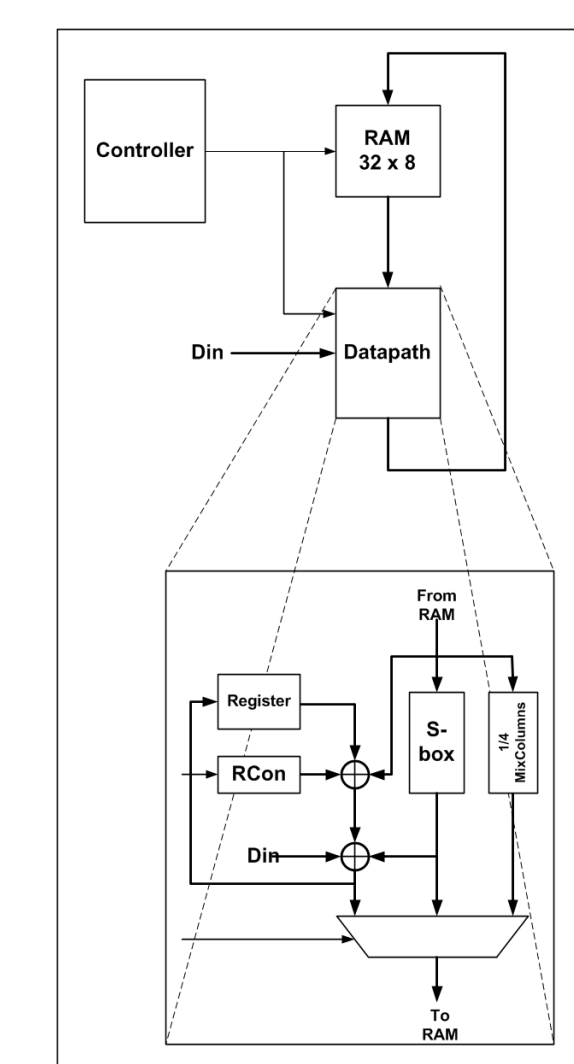 Controller
RAM
32 x 8
Din
Datapath
From
RAM
Register
S-
box
1/4
MixColumns
RCon
Din
To
RAM